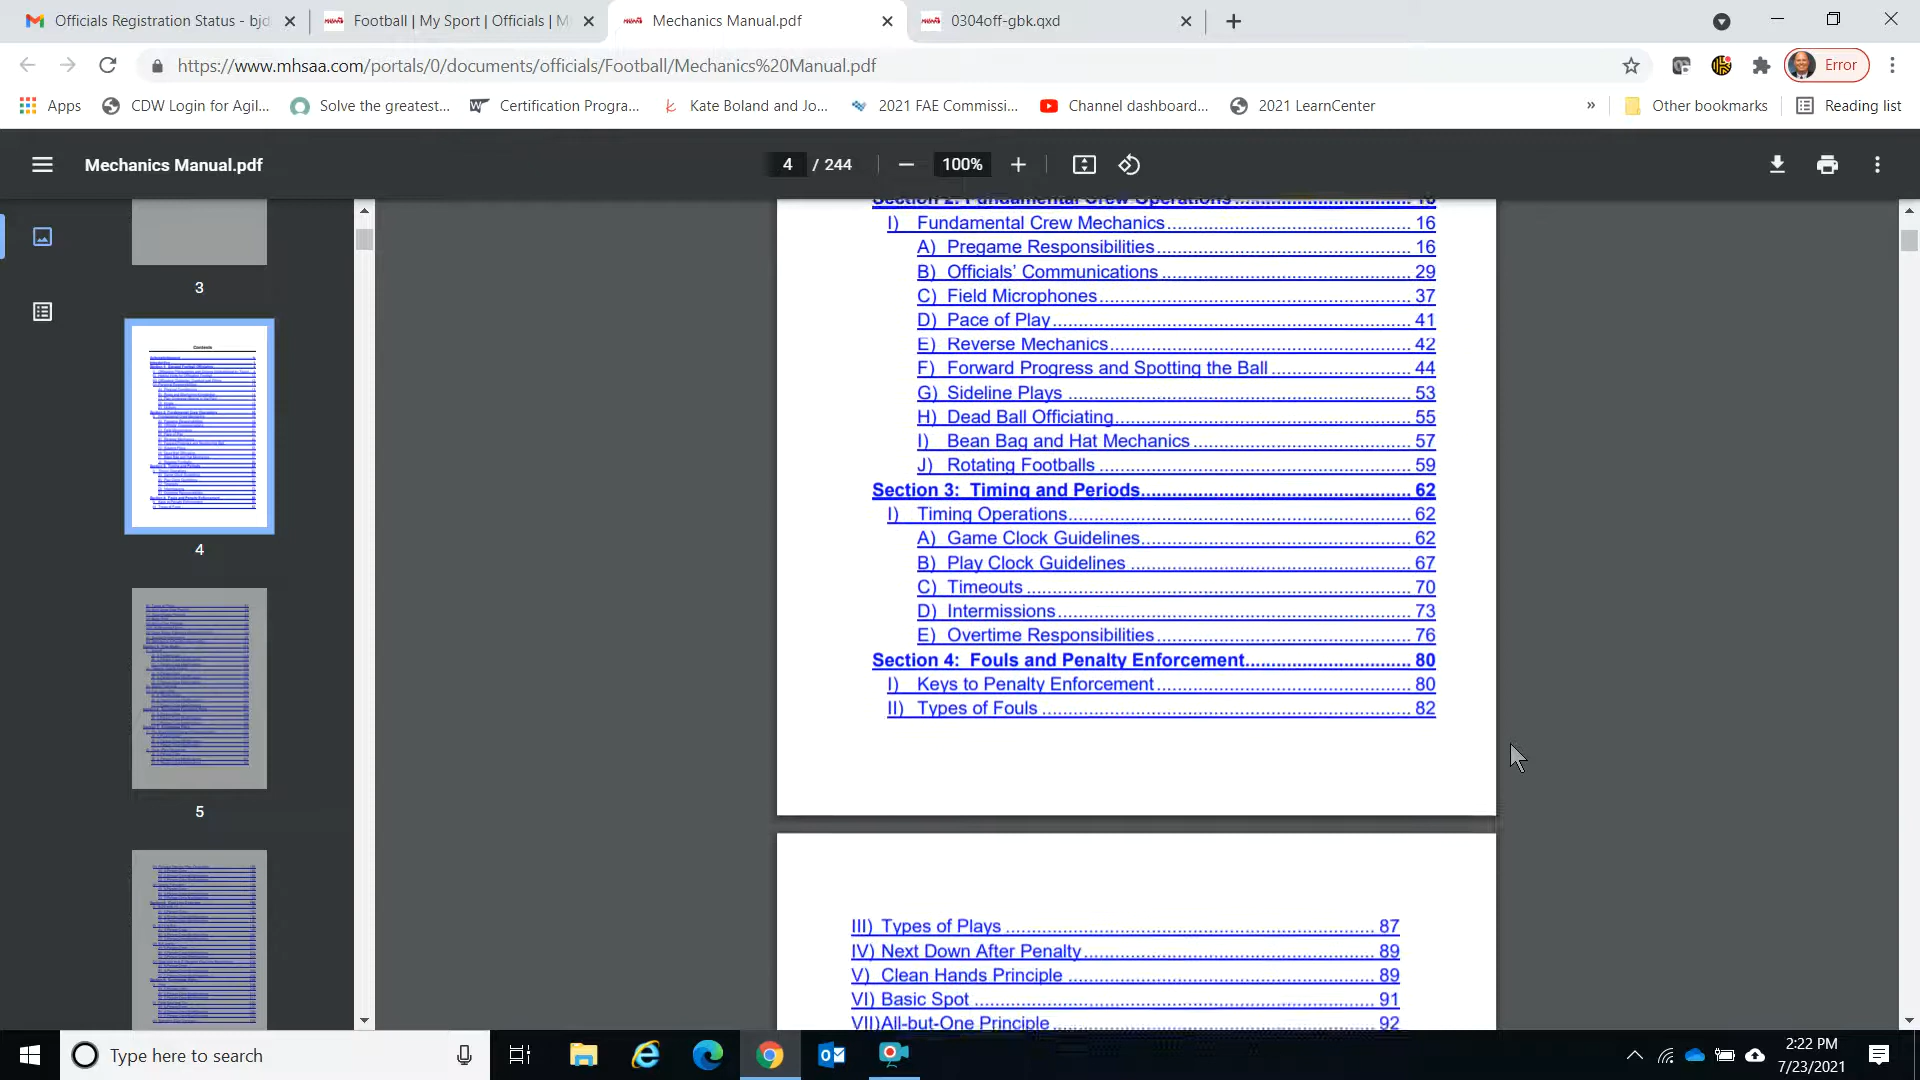 Officials Registration Status - bjd
Football | My Sport | Officials | M
Mechanics Manual.pdf
0304off-gbk.qxd
https://www.mhsaa.com/portals/0/documents/officials/Football/Mechanics%20Manual.pdf
Error
Apps
CDW Login for Agil...
Solve the greatest...
Certification Progra...
Kate Boland and Jo...
2021 FAE Commissi...
Channel dashboard...
2021 LearnCenter
»
Other bookmarks
Reading list
Mechanics Manual.pdf
4 / 244
100%
3
4
5
Contents
Section 2: Fundamental Crew Operations 16
I) Fundamental Crew Mechanics 16
A) Pregame Responsibilities 16
B) Officials’ Communications 29
C) Field Microphones 37
D) Pace of Play 41
E) Reverse Mechanics 42
F) Forward Progress and Spotting the Ball 44
G) Sideline Plays 53
H) Dead Ball Officiating 55
I) Bean Bag and Hat Mechanics 57
J) Rotating Footballs 59
Section 3: Timing and Periods 62
I) Timing Operations 62
A) Game Clock Guidelines 62
B) Play Clock Guidelines 67
C) Timeouts 70
D) Intermissions 73
E) Overtime Responsibilities 76
Section 4: Fouls and Penalty Enforcement 80
I) Keys to Penalty Enforcement 80
II) Types of Fouls 82
III) Types of Plays 87
IV) Next Down After Penalty 89
V) Clean Hands Principle 89
VI) Basic Spot 91
VII)All-but-One Principle 92
Type here to search
2:22 PM
7/23/2021